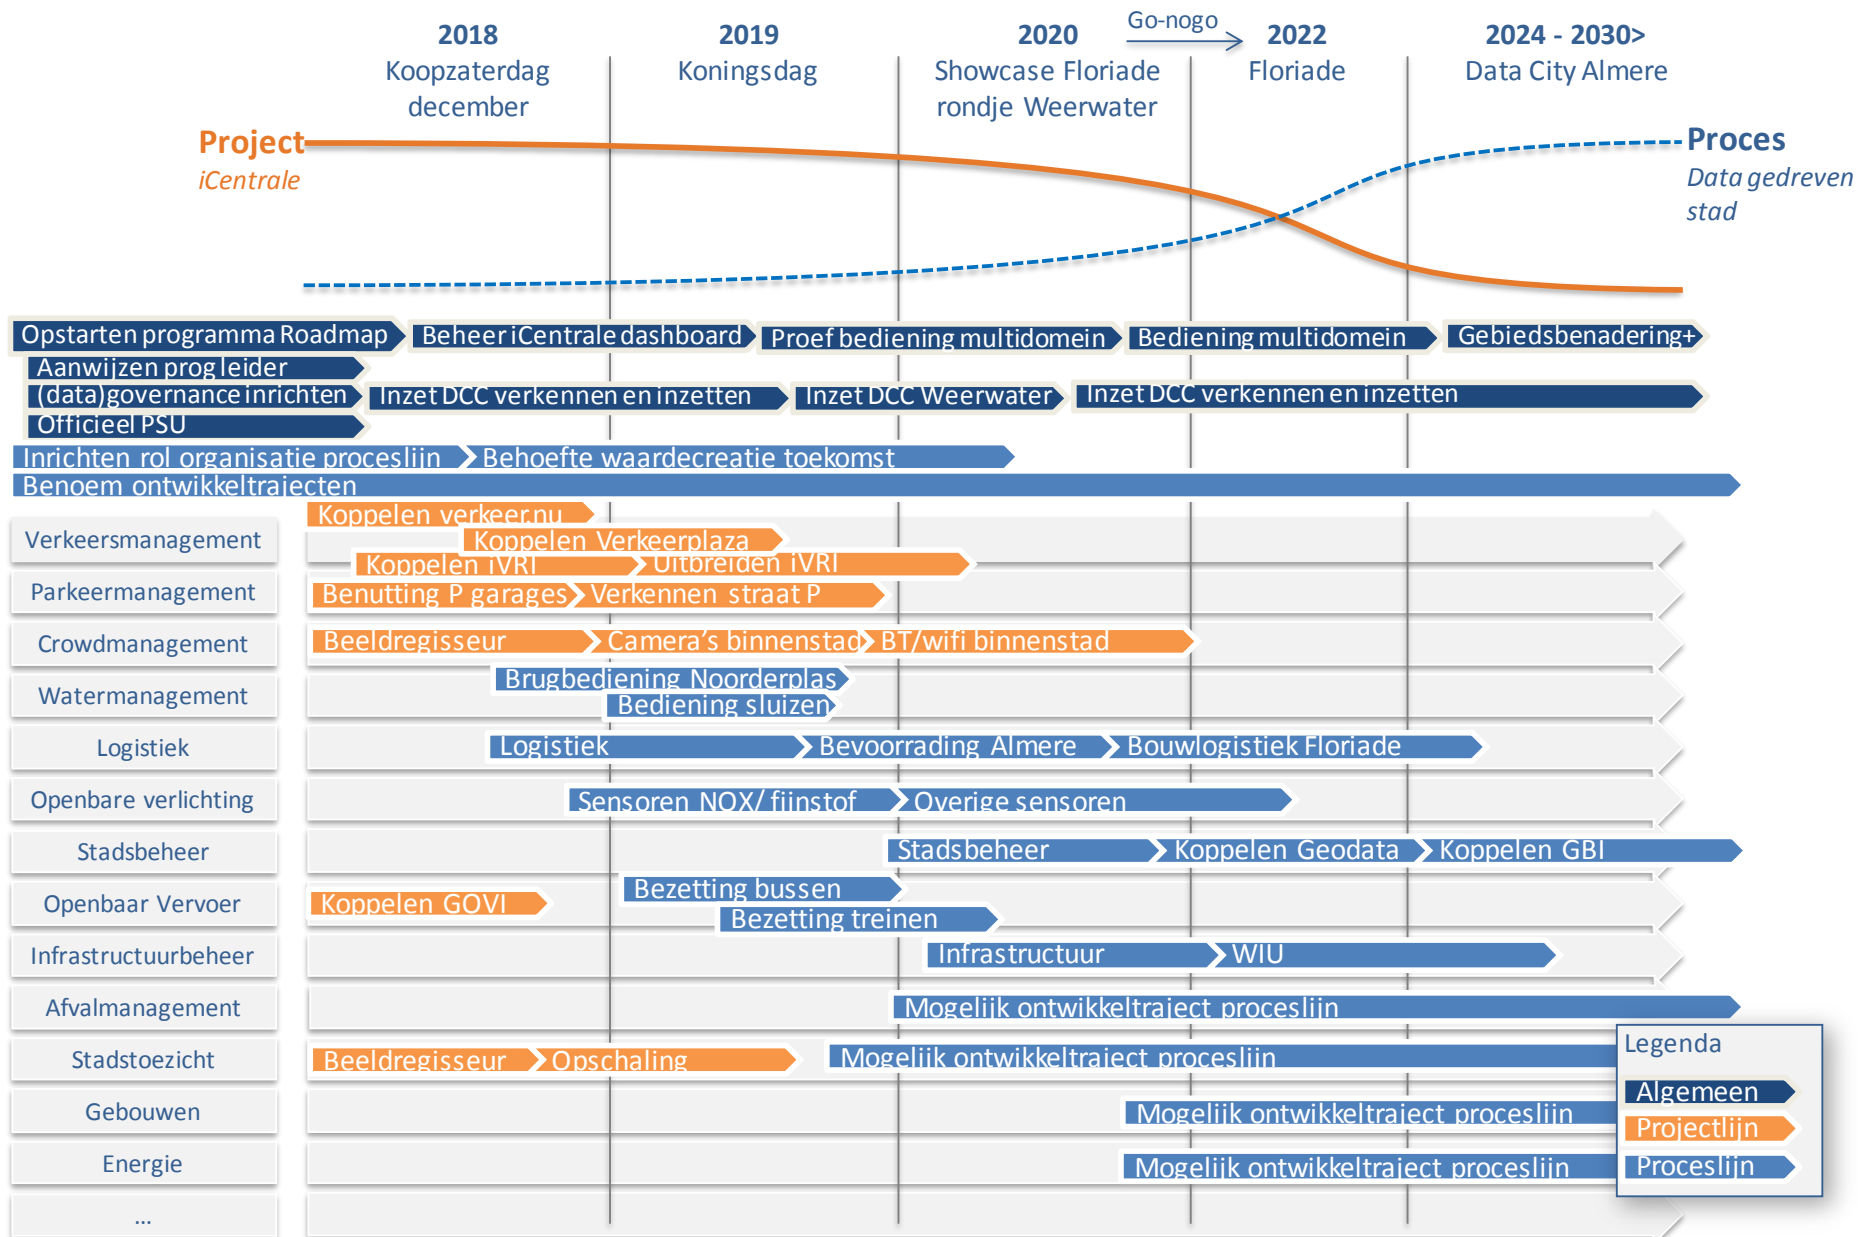 2018
Koopzaterdag
december
2019
Koningsdag
2020
Showcase Floriade
rondje Weerwater
Go-nogo
2022
Floriade
2024 - 2030>
Data City Almere
Project
iCentrale
Proces
Data gedreven
stad
Opstarten programma Roadmap
Beheer iCentrale dashboard
Proef bediening multidomein
Bediening multidomein
Gebiedsbenadering+
Aanwijzen prog leider
(data)governance inrichten
Inzet DCC verkennen en inzetten
Inzet DCC Weerwater
Inzet DCC verkennen en inzetten
Officieel PSU
Inrichten rol organisatie proceslijn
Behoefte waardecreatie toekomst
Benoem ontwikkeltrajecten
Verkeersmanagement
Koppelen verkeer.nu
Koppelen Verkeerplaza
Koppelen iVRI
Uitbreiden iVRI
Parkeermanagement
Benutting P garages
Verkennen straat P
Crowdmanagement
Beeldregisseur
Camera's binnenstad
BT/wifi binnenstad
Watermanagement
Brugbediening Noorderplas
Bediening sluizen
Logistiek
Logistiek
Bevoorrading Almere
Bouwlogistiek Floriade
Openbare verlichting
Sensoren NOX/ fijnstof
Overige sensoren
Stadsbeheer
Stadsbeheer
Koppelen Geodata
Koppelen GBI
Openbaar Vervoer
Koppelen GOVI
Bezetting bussen
Bezetting treinen
Infrastructuurbeheer
Infrastructuur
WIU
Afvalmanagement
Mogelijk ontwikkeltraject proceslijn
Stadstoezicht
Beeldregisseur
Opschaling
Mogelijk ontwikkeltraject proceslijn
Gebouwen
Mogelijk ontwikkeltraject proceslijn
Energie
Mogelijk ontwikkeltraject proceslijn
...
Legenda
Algemeen
Projectlijn
Proceslijn